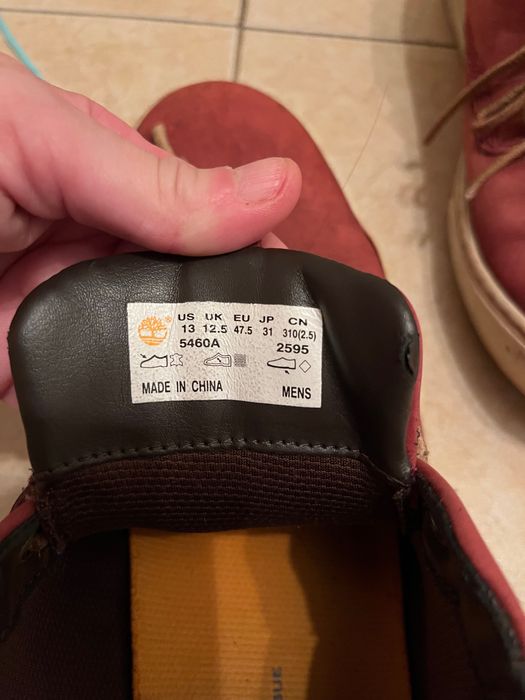 US UK EU JP CN
13 12.5 47.5 31 310(2.5)
5460A 2595
MADE IN CHINA MENS